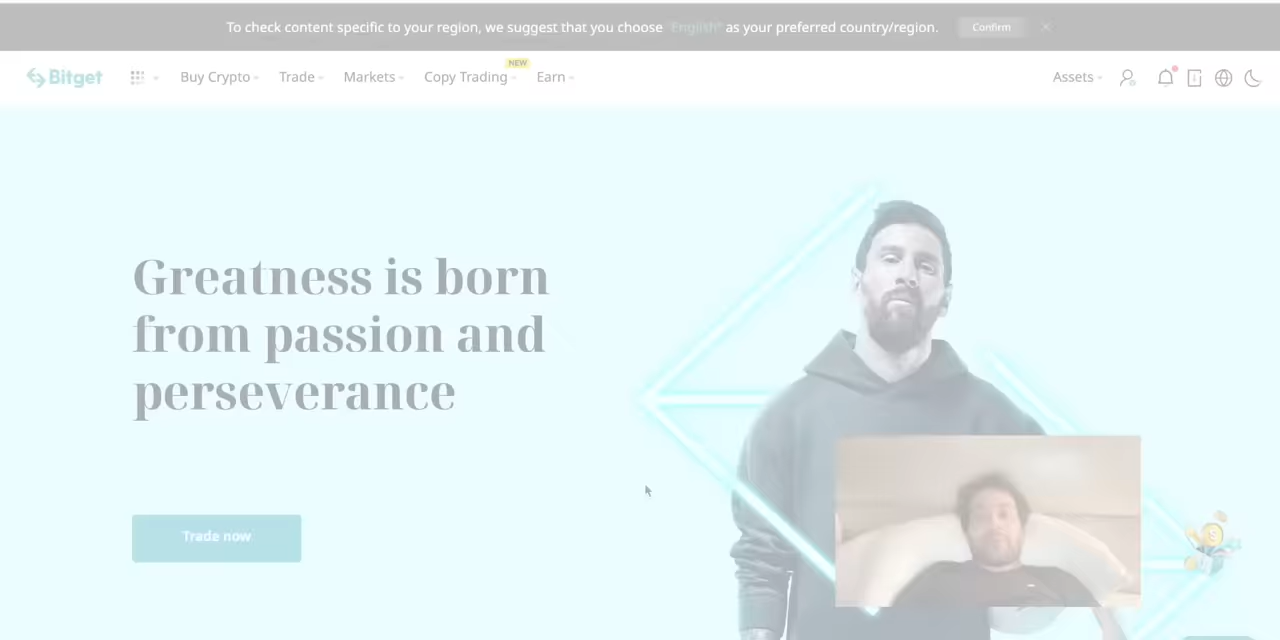 To check content specific to your region, we suggest that you choose "English" as your preferred country/region. Confirm
Bitget Buy Crypto Trade Markets Copy Trading NEW Earn Assets
Greatness is born
from passion and
perseverance
Trade now